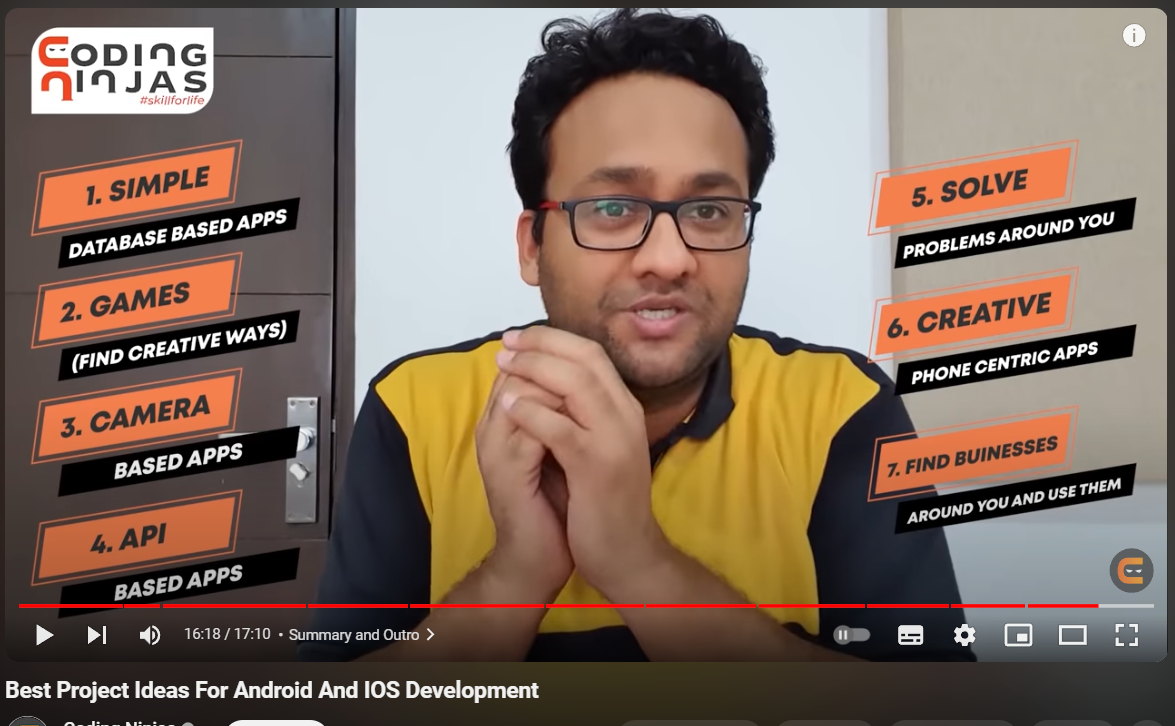 CODING
NINJAS
#skillforlife
1. SIMPLE
DATABASE BASED APPS
2. GAMES
(FIND CREATIVE WAYS)
3. CAMERA
BASED APPS
4. API
BASED APPS
5. SOLVE
PROBLEMS AROUND YOU
6. CREATIVE
PHONE CENTRIC APPS
7. FIND BUINESSES
AROUND YOU AND USE THEM
16:18 / 17:10 • Summary and Outro
Best Project Ideas For Android And IOS Development
Coding Ninjas